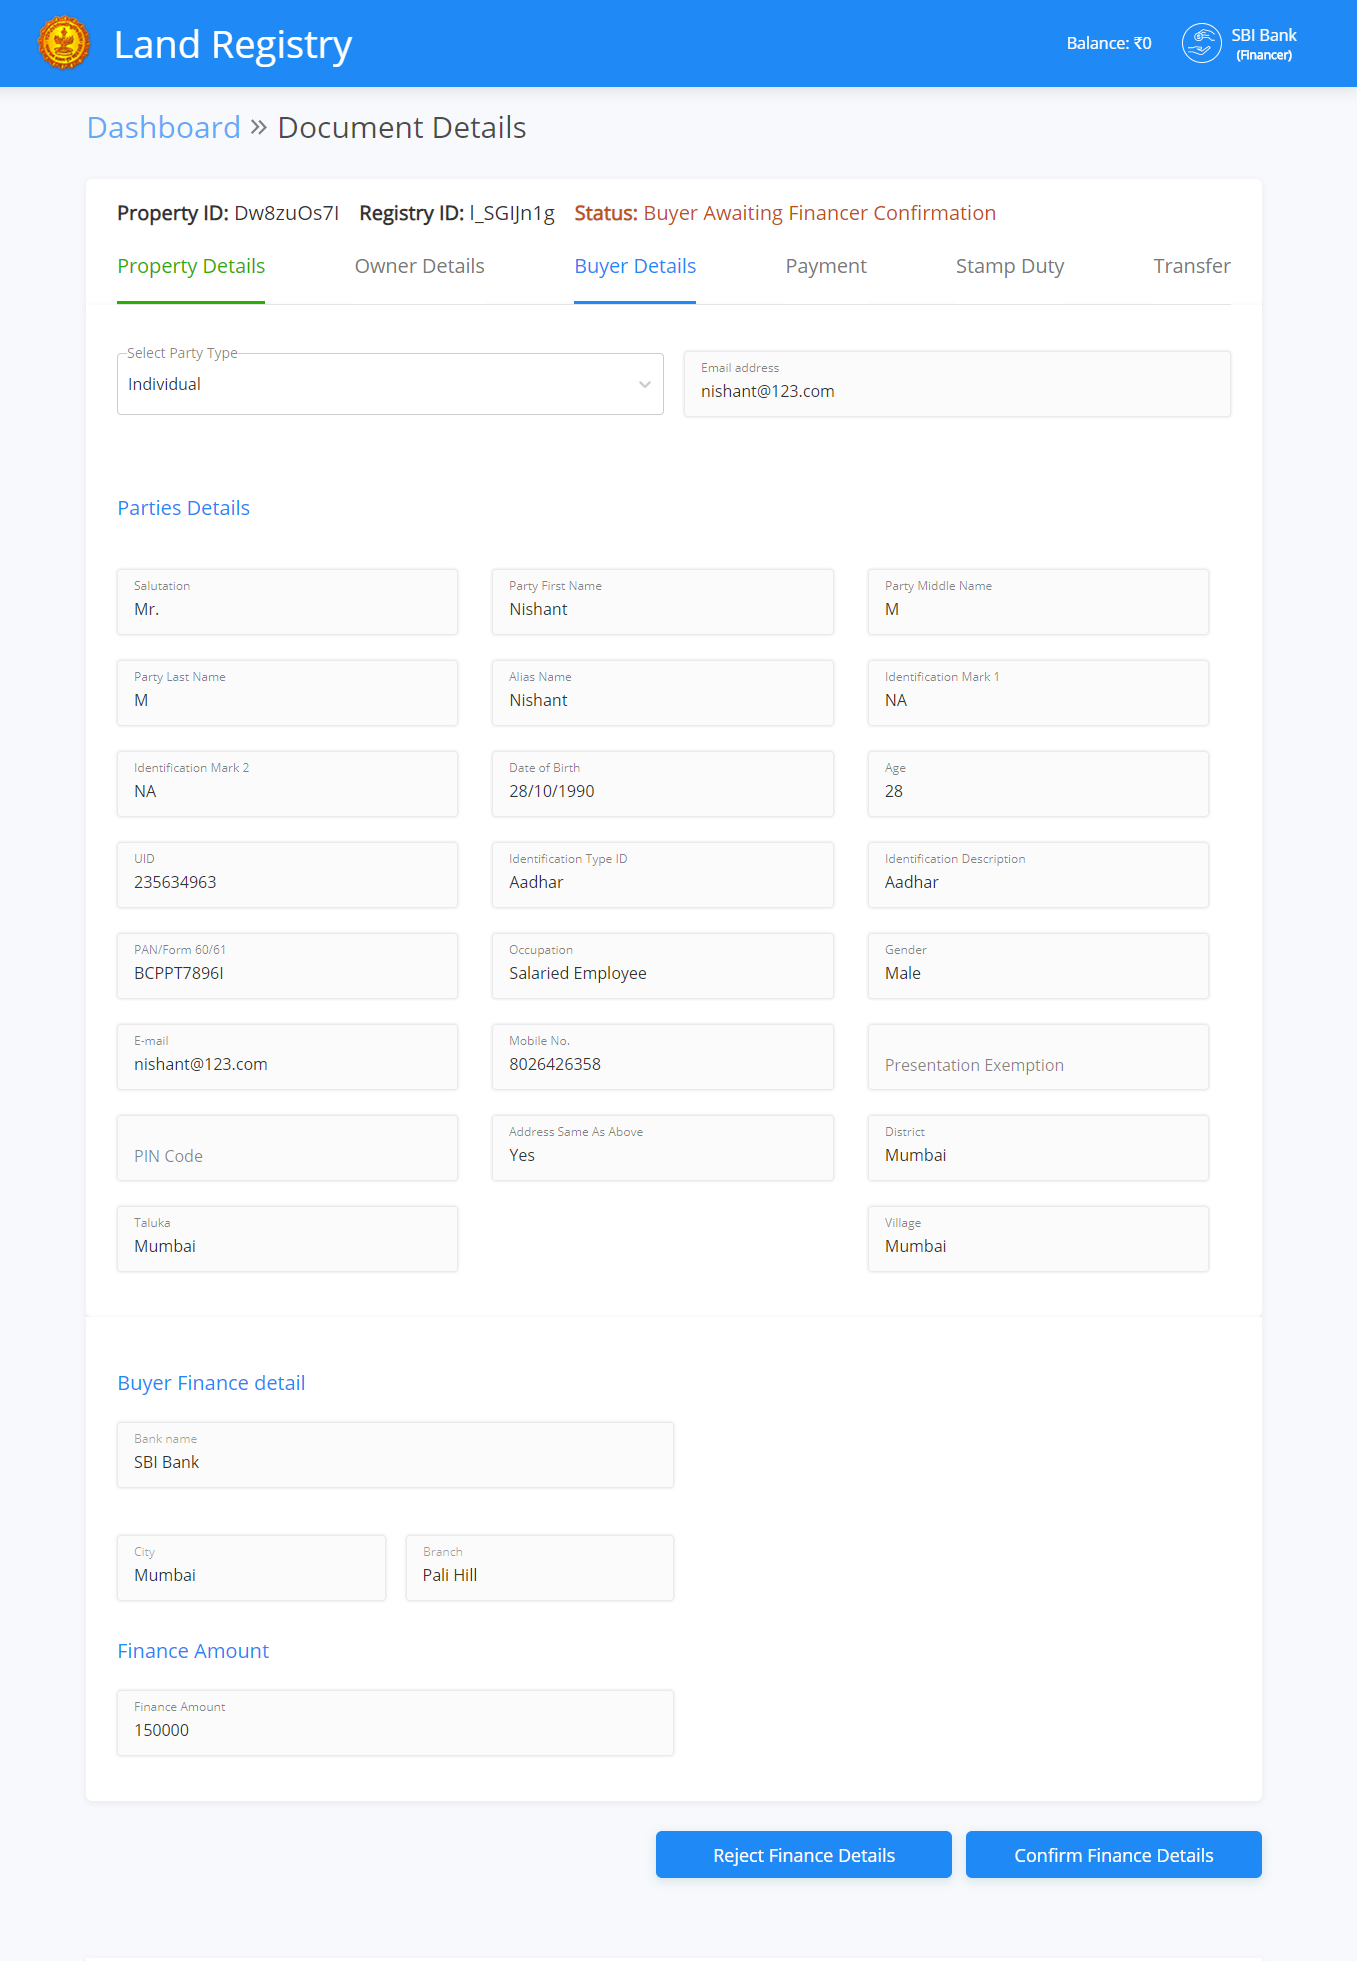 Land Registry
Balance: ₹0
SBI Bank
(Financer)
Dashboard » Document Details
Property ID: Dw8zuOs7I Registry ID: l_SGIJn1g Status: Buyer Awaiting Financer Confirmation
Property Details Owner Details Buyer Details Payment Stamp Duty Transfer
Select Party Type
Individual
Email address
nishant@123.com
Parties Details
Salutation
Mr.
Party First Name
Nishant
Party Middle Name
M
Party Last Name
M
Alias Name
Nishant
Identification Mark 1
NA
Identification Mark 2
NA
Date of Birth
28/10/1990
Age
28
UID
235634963
Identification Type ID
Aadhar
Identification Description
Aadhar
PAN/Form 60/61
BCPPT7896I
Occupation
Salaried Employee
Gender
Male
E-mail
nishant@123.com
Mobile No.
8026426358
Presentation Exemption
PIN Code
Address Same As Above
Yes
District
Mumbai
Taluka
Mumbai
Village
Mumbai
Buyer Finance detail
Bank name
SBI Bank
City
Mumbai
Branch
Pali Hill
Finance Amount
Finance Amount
150000
Reject Finance Details
Confirm Finance Details